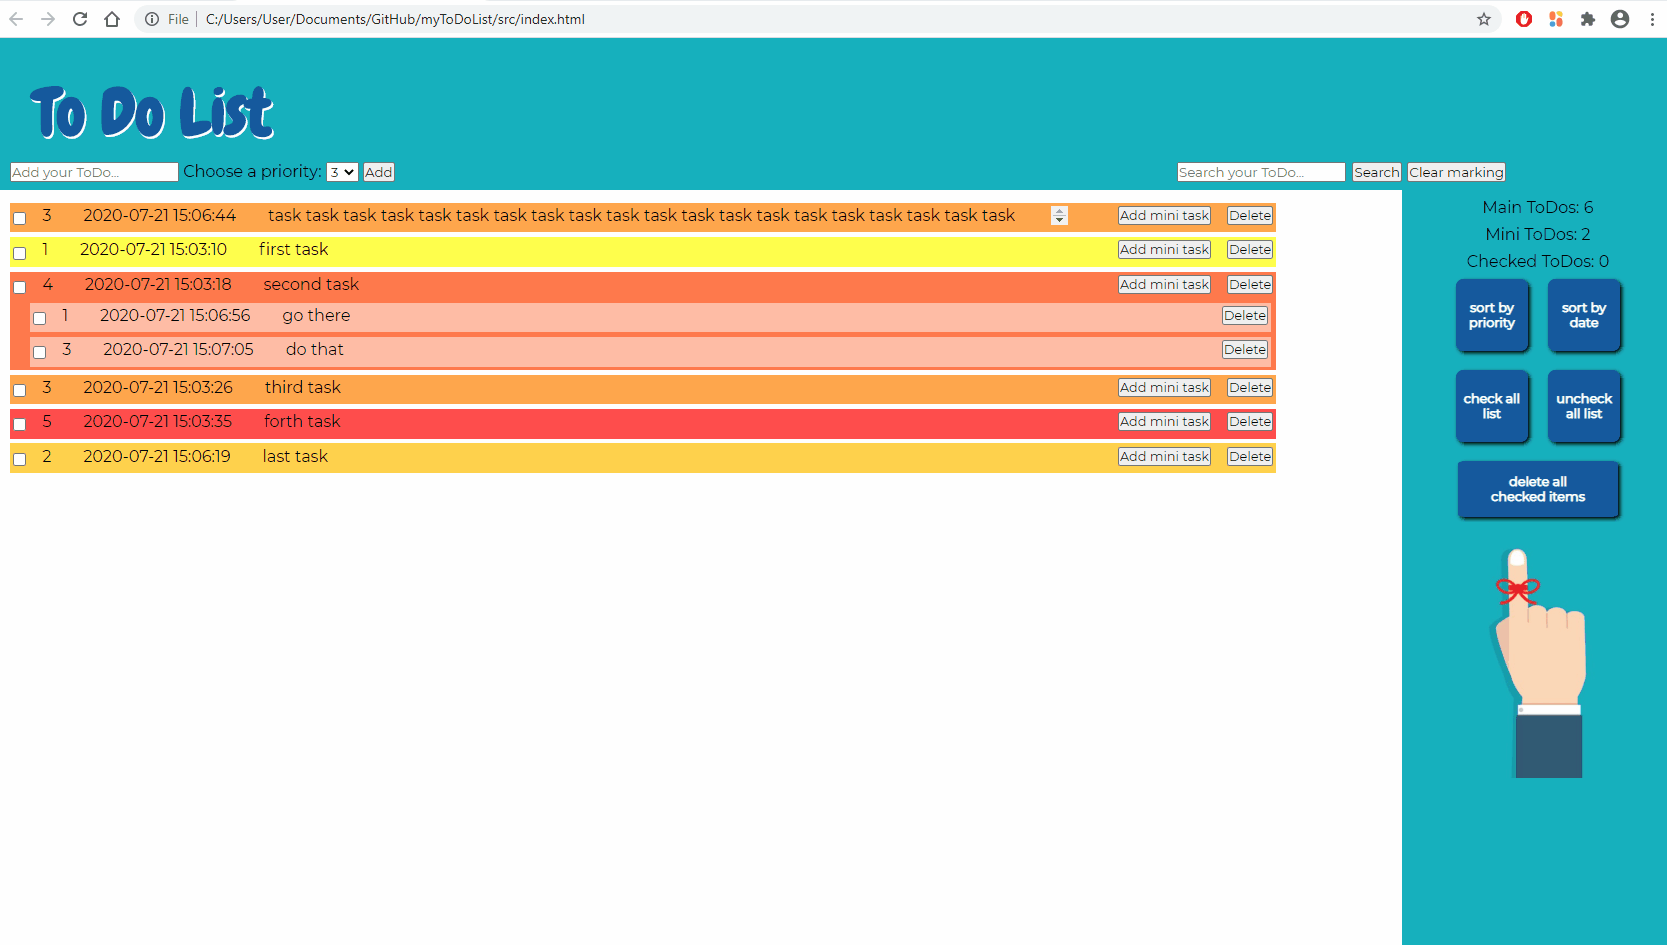 File C:/Users/User/Documents/GitHub/myToDoList/src/index.html
To Do List
Add your ToDo... Choose a priority: 3 Add Search your ToDo... Search Clear marking
3 2020-07-21 15:06:44 task task task task task task task task task task task task task task task task task task task task Add mini task Delete
1 2020-07-21 15:03:10 first task Add mini task Delete
4 2020-07-21 15:03:18 second task Add mini task Delete
1 2020-07-21 15:06:56 go there Delete
3 2020-07-21 15:07:05 do that Delete
3 2020-07-21 15:03:26 third task Add mini task Delete
5 2020-07-21 15:03:35 forth task Add mini task Delete
2 2020-07-21 15:06:19 last task Add mini task Delete
Main ToDos: 6
Mini ToDos: 2
Checked ToDos: 0
sort by
priority
sort by
date
check all
list
uncheck
all list
delete all
checked items